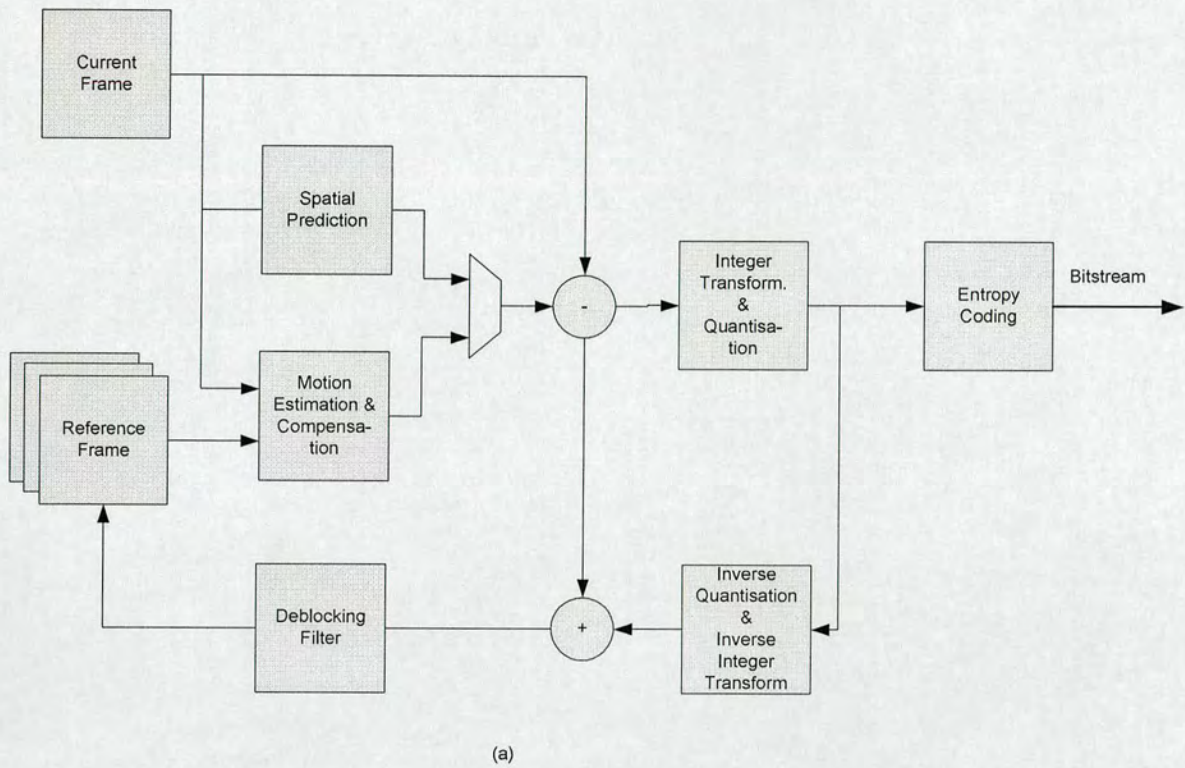 Current
Frame
Spatial
Prediction
Integer
Transform.
&
Quantisa-
tion
Entropy
Coding
Bitstream
-
Motion
Estimation &
Compensa-
tion
Reference
Frame
Deblocking
Filter
+
Inverse
Quantisation
&
Inverse
Integer
Transform
(a)